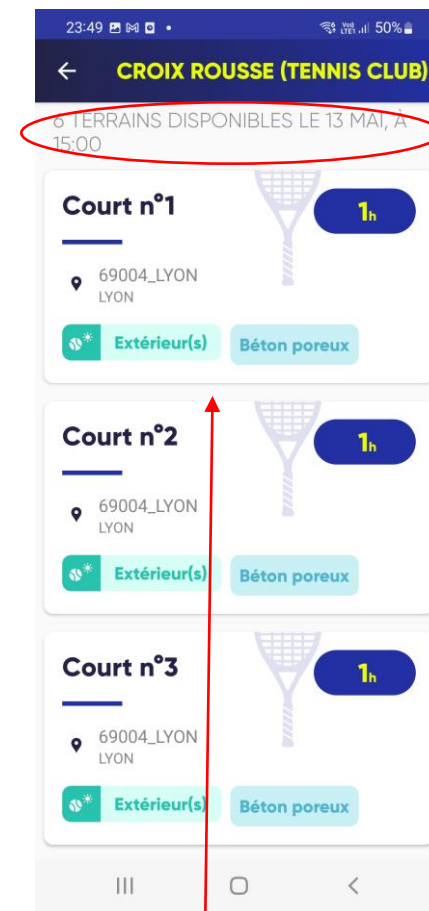 23:49 50%
CROIX ROUSSE (TENNIS CLUB)
6 TERRAINS DISPONIBLES LE 13 MAI, À
15:00
Court n°1
1h
69004_LYON
LYON
Extérieur(s) Béton poreux
Court n°2
1h
69004_LYON
LYON
Extérieur(s) Béton poreux
Court n°3
1h
69004_LYON
LYON
Extérieur(s) Béton poreux